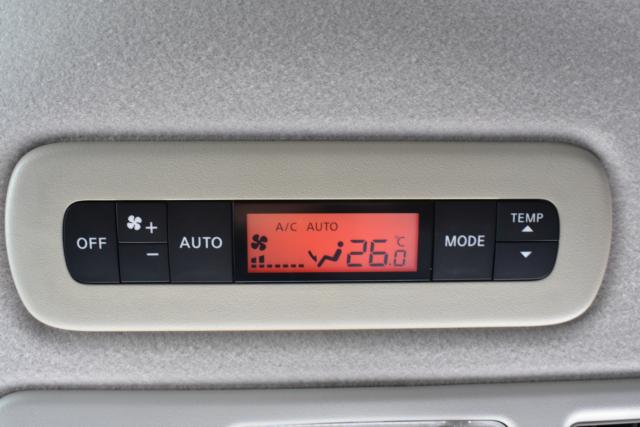 OFF
+
−
AUTO
A/C AUTO
26.0 °C
MODE
TEMP